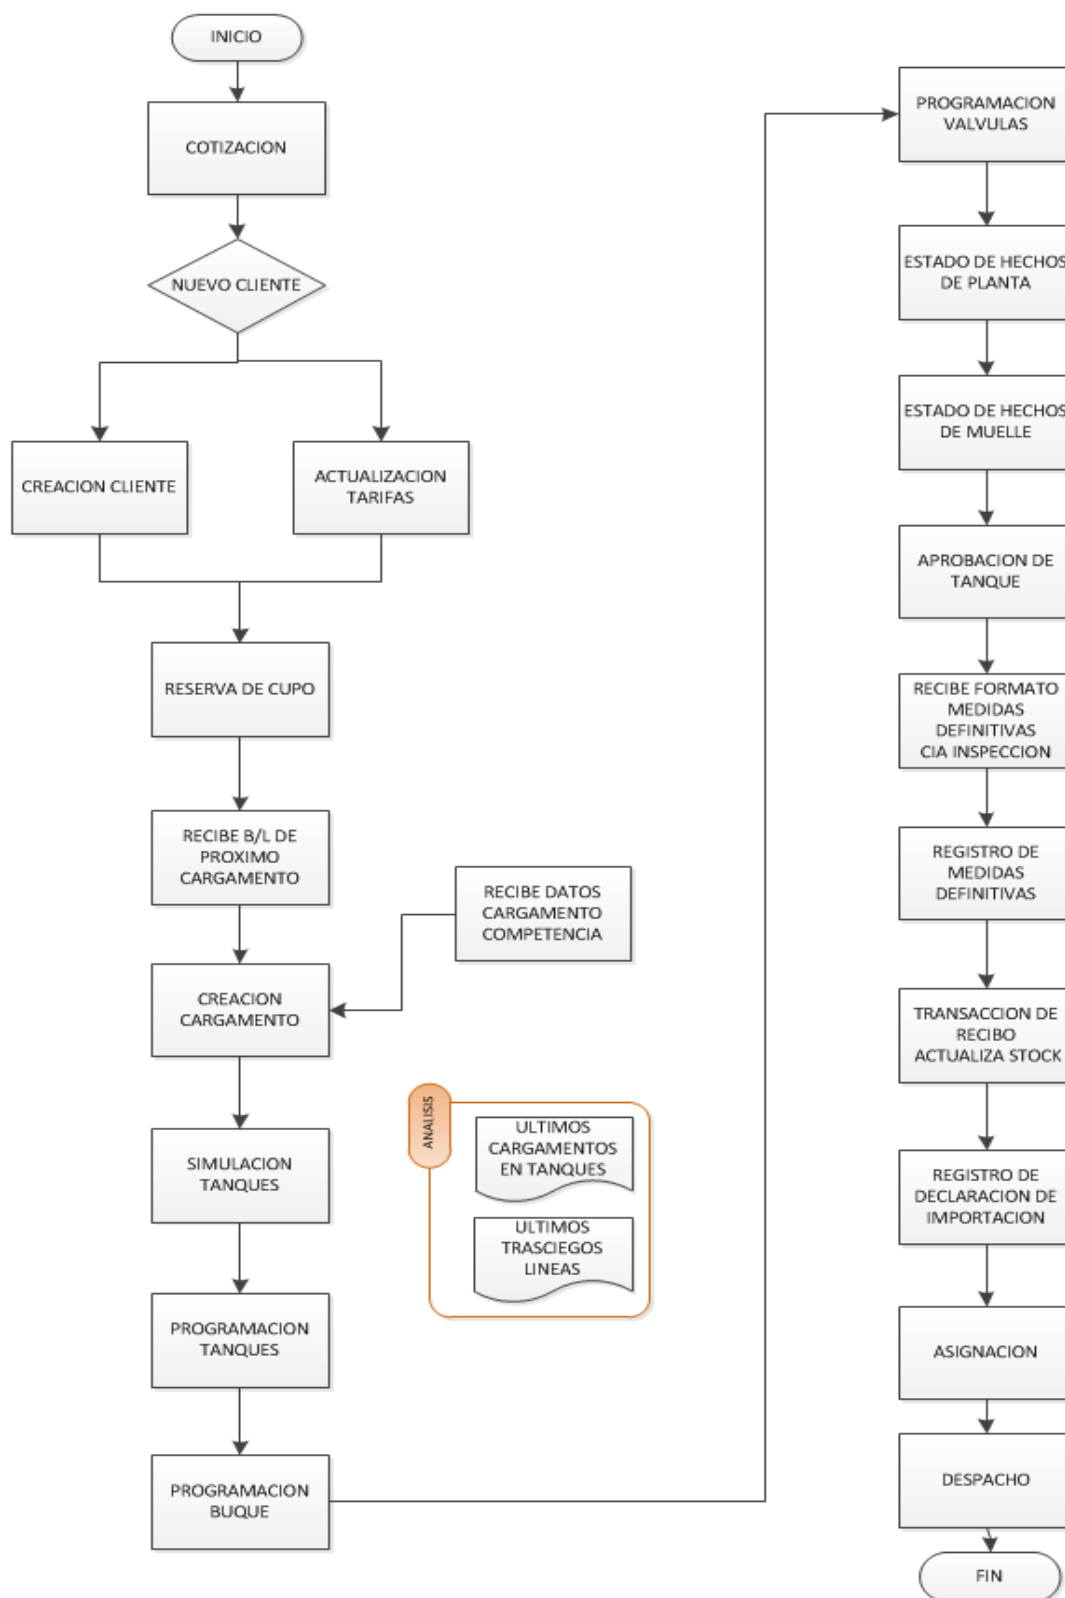 INICIO
COTIZACION
NUEVO CLIENTE
CREACION CLIENTE
ACTUALIZACION
TARIFAS
RESERVA DE CUPO
RECIBE B/L DE
PROXIMO
CARGAMENTO
RECIBE DATOS
CARGAMENTO
COMPETENCIA
CREACION
CARGAMENTO
ANALISIS
ULTIMOS
CARGAMENTOS
EN TANQUES
ULTIMOS
TRASCIEGOS
LINEAS
SIMULACION
TANQUES
PROGRAMACION
TANQUES
PROGRAMACION
BUQUE
PROGRAMACION
VALVULAS
ESTADO DE HECHOS
DE PLANTA
ESTADO DE HECHOS
DE MUELLE
APROBACION DE
TANQUE
RECIBE FORMATO
MEDIDAS
DEFINITIVAS
CIA INSPECCION
REGISTRO DE
MEDIDAS
DEFINITIVAS
TRANSACCION DE
RECIBO
ACTUALIZA STOCK
REGISTRO DE
DECLARACION DE
IMPORTACION
ASIGNACION
DESPACHO
FIN